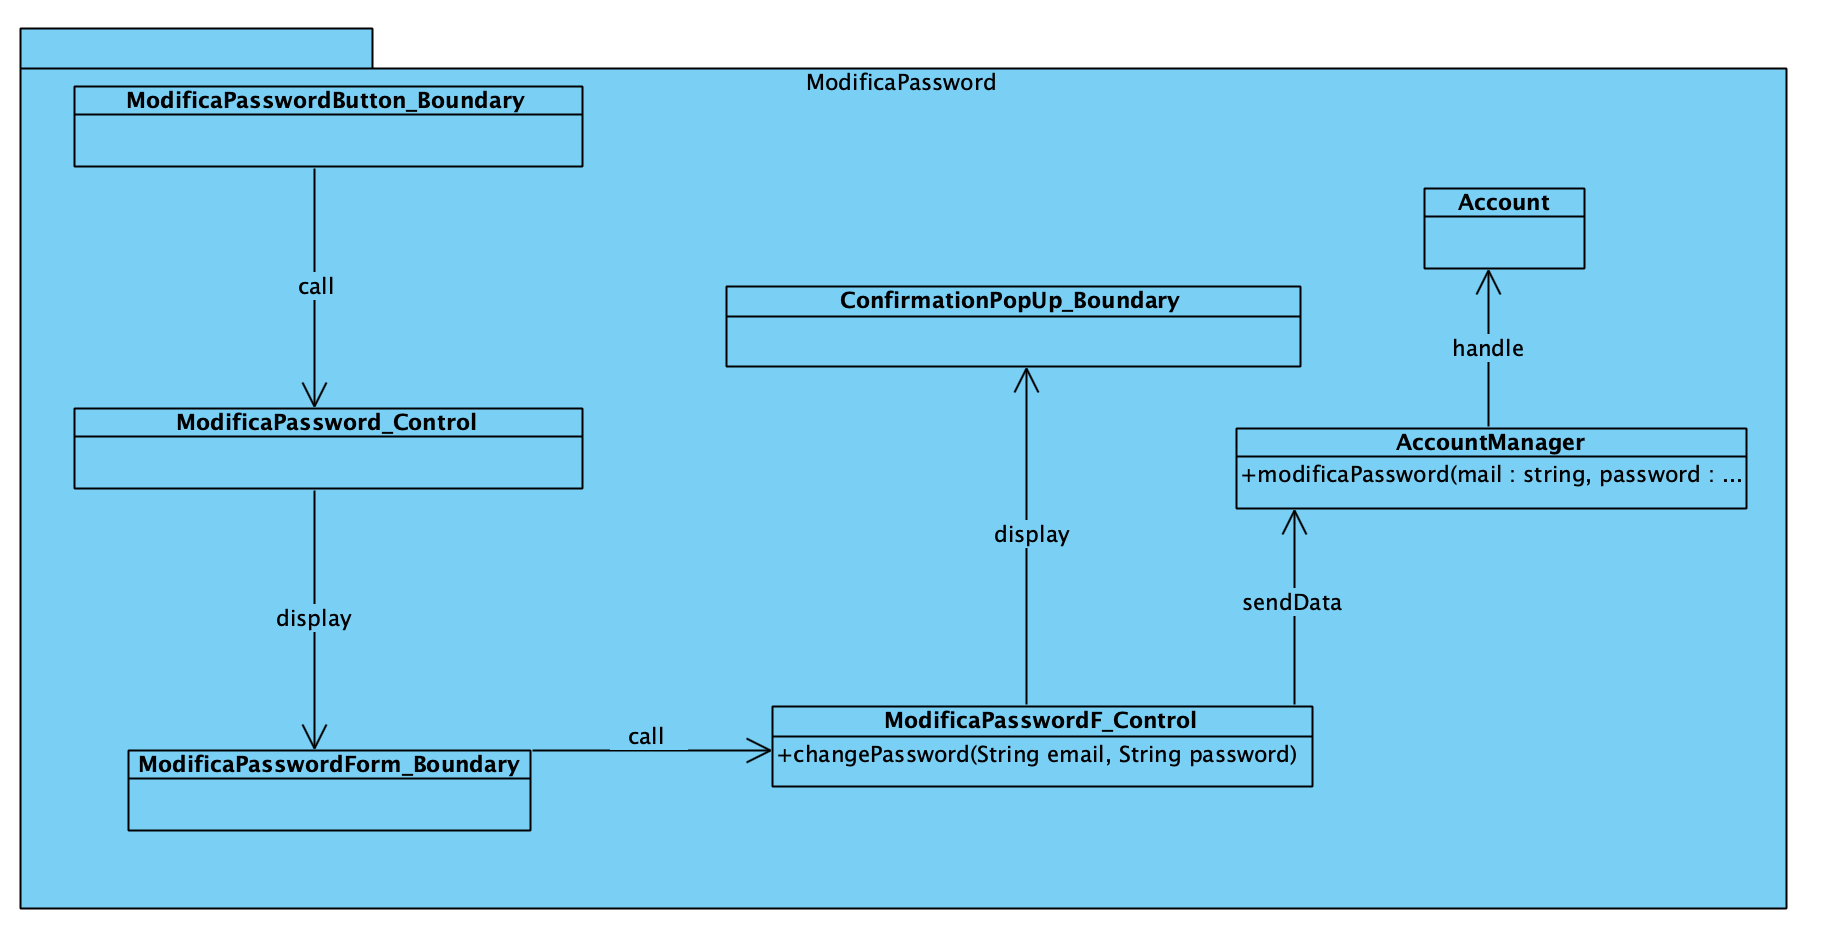 ModificaPassword
ModificaPasswordButton_Boundary
call
ModificaPassword_Control
display
ModificaPasswordForm_Boundary
call
ModificaPasswordF_Control
+changePassword(String email, String password)
display
ConfirmationPopUp_Boundary
sendData
AccountManager
+modificaPassword(mail : string, password : ...
handle
Account